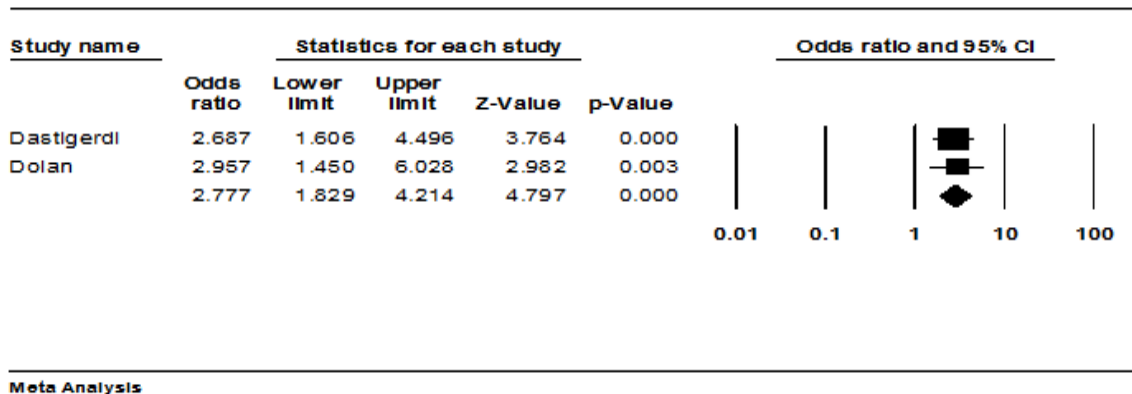 Study name Statistics for each study Odds ratio and 95% CI
Odds ratio Lower limit Upper limit Z-Value p-Value
Dastigerdi 2.687 1.606 4.496 3.764 0.000
Dolan 2.957 1.450 6.028 2.982 0.003
2.777 1.829 4.214 4.797 0.000
0.01 0.1 1 10 100
Meta Analysis